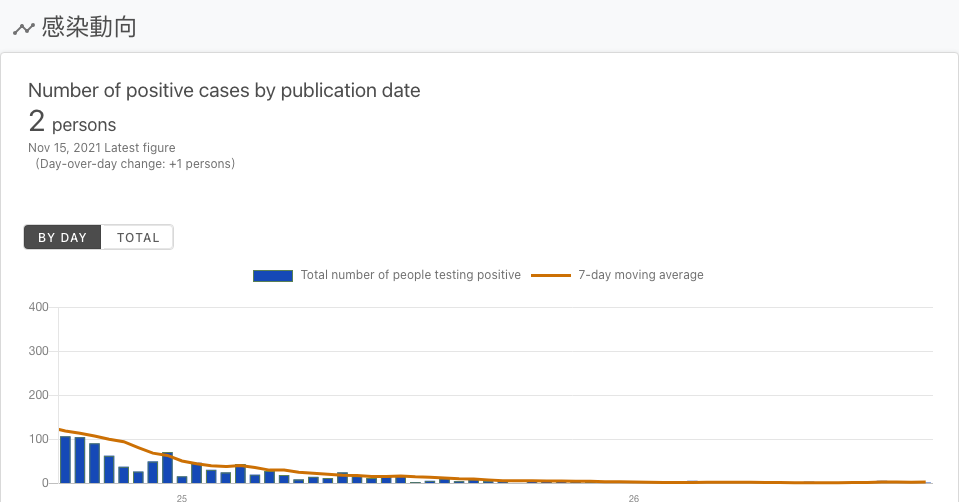 感染動向
Number of positive cases by publication date
2 persons
Nov 15, 2021 Latest figure
(Day-over-day change: +1 persons)
BY DAY TOTAL
Total number of people testing positive 7-day moving average
400
300
200
100
0
25 26